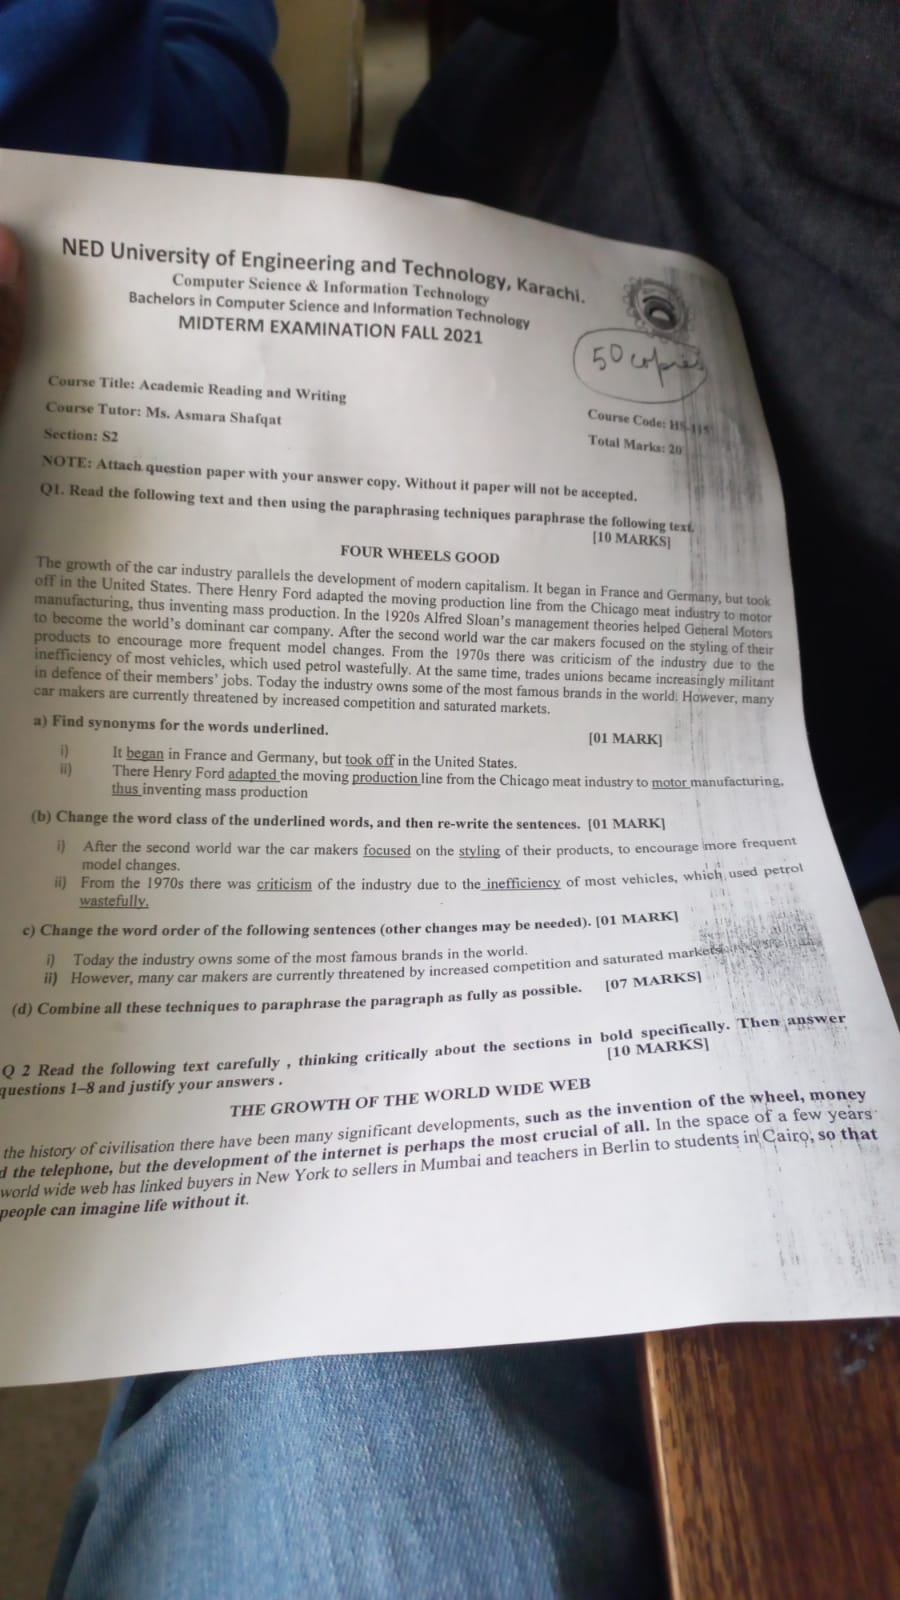 NED University of Engineering and Technology, Karachi.
Computer Science & Information Technology
Bachelors in Computer Science and Information Technology
MIDTERM EXAMINATION FALL 2021
50 copies
Course Title: Academic Reading and Writing
Course Code: HS-115
Course Tutor: Ms. Asmara Shafqat
Total Marks: 20
Section: S2
NOTE: Attach question paper with your answer copy. Without it paper will not be accepted.
Q1. Read the following text and then using the paraphrasing techniques paraphrase the following text.
[10 MARKS]
FOUR WHEELS GOOD
The growth of the car industry parallels the development of modern capitalism. It began in France and Germany, but took
off in the United States. There Henry Ford adapted the moving production line from the Chicago meat industry to motor
manufacturing, thus inventing mass production. In the 1920s Alfred Sloan's management theories helped General Motors
to become the world's dominant car company. After the second world war the car makers focused on the styling of their
products to encourage more frequent model changes. From the 1970s there was criticism of the industry due to the
inefficiency of most vehicles, which used petrol wastefully. At the same time, trades unions became increasingly militant
in defence of their members' jobs. Today the industry owns some of the most famous brands in the world. However, many
car makers are currently threatened by increased competition and saturated markets.
a) Find synonyms for the words underlined. [01 MARK]
i) It began in France and Germany, but took off in the United States.
ii) There Henry Ford adapted the moving production line from the Chicago meat industry to motor manufacturing,
thus inventing mass production
(b) Change the word class of the underlined words, and then re-write the sentences. [01 MARK]
i) After the second world war the car makers focused on the styling of their products, to encourage more frequent
model changes.
ii) From the 1970s there was criticism of the industry due to the inefficiency of most vehicles, which used petrol
wastefully.
c) Change the word order of the following sentences (other changes may be needed). [01 MARK]
i) Today the industry owns some of the most famous brands in the world.
ii) However, many car makers are currently threatened by increased competition and saturated markets
(d) Combine all these techniques to paraphrase the paragraph as fully as possible. [07 MARKS]
Q 2 Read the following text carefully , thinking critically about the sections in bold specifically. Then answer
questions 1–8 and justify your answers . [10 MARKS]
THE GROWTH OF THE WORLD WIDE WEB
the history of civilisation there have been many significant developments, such as the invention of the wheel, money
the telephone, but the development of the internet is perhaps the most crucial of all. In the space of a few years
world wide web has linked buyers in New York to sellers in Mumbai and teachers in Berlin to students in Cairo, so that
people can imagine life without it.